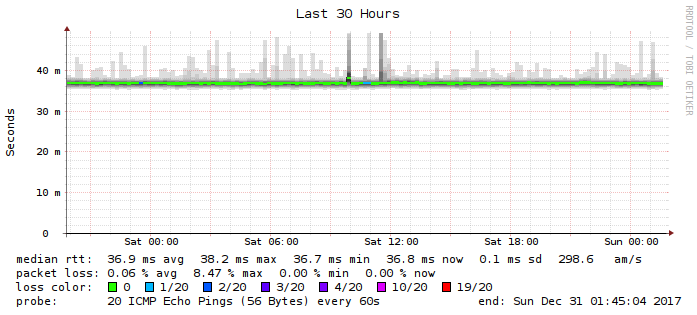 Last 30 Hours
RRDTOOL / TOBI OETIKER
Seconds
40 m
30 m
20 m
10 m
0
Sat 00:00 Sat 06:00 Sat 12:00 Sat 18:00 Sun 00:00
median rtt: 36.9 ms avg 38.2 ms max 36.7 ms min 36.8 ms now 0.1 ms sd 298.6 am/s
packet loss: 0.06 % avg 8.47 % max 0.00 % min 0.00 % now
loss color: 0 1/20 2/20 3/20 4/20 10/20 19/20
probe: 20 ICMP Echo Pings (56 Bytes) every 60s end: Sun Dec 31 01:45:04 2017